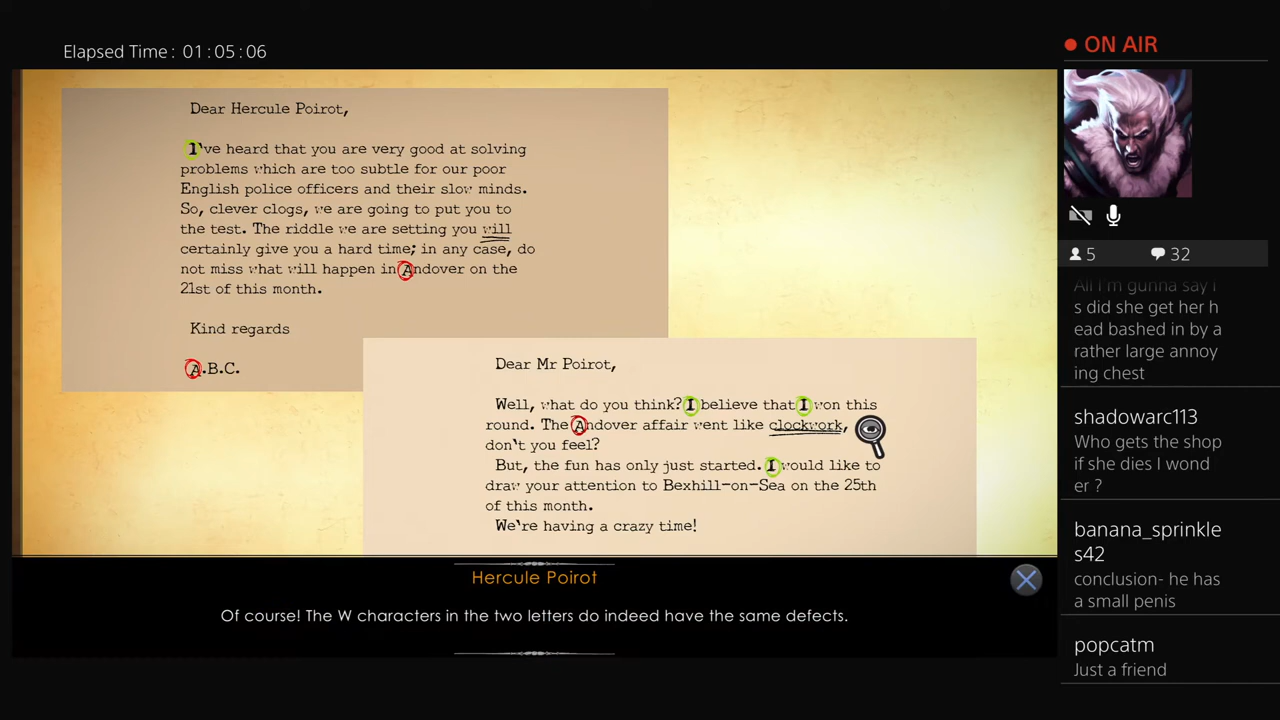 Elapsed Time: 01:05:06
ON AIR
Dear Hercule Poirot,
I've heard that you are very good at solving
problems which are too subtle for our poor
English police officers and their slow minds.
So, clever clogs, we are going to put you to
the test. The riddle we are setting you will
certainly give you a hard time; in any case, do
not miss what will happen in Andover on the
21st of this month.
Kind regards
A.B.C.
Dear Mr Poirot,
Well, what do you think? I believe that I won this
round. The Andover affair went like clockwork,
don't you feel?
But, the fun has only just started. I would like to
draw your attention to Bexhill-on-Sea on the 25th
of this month.
We're having a crazy time!
Hercule Poirot
Of course! The W characters in the two letters do indeed have the same defects.
5
32
All I'm gunna say i
s did she get her h
ead bashed in by a
rather large annoy
ing chest
shadowarc113
Who gets the shop
if she dies I wond
er ?
banana_sprinkle
s42
conclusion- he has
a small penis
popcatm
Just a friend